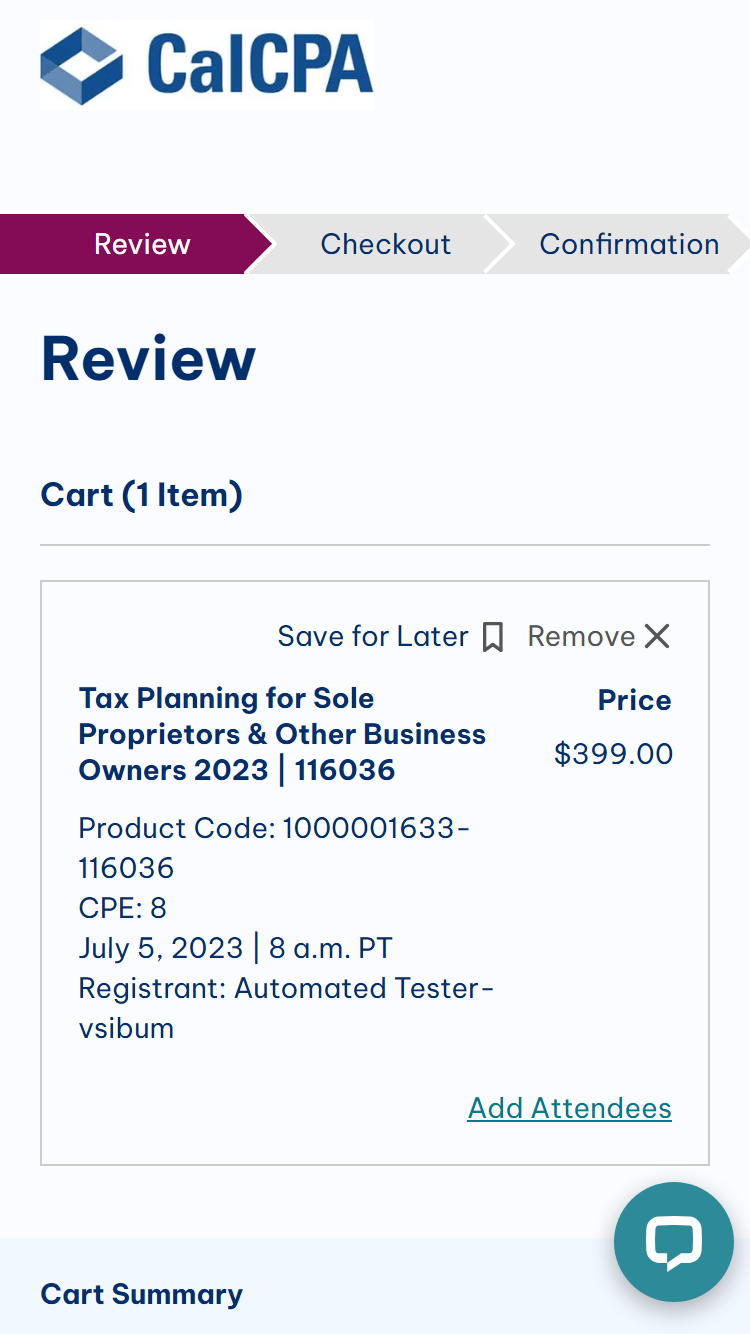 CalCPA
Review
Checkout
Confirmation
Review
Cart (1 Item)
Save for Later
Remove
Tax Planning for Sole
Proprietors & Other Business
Owners 2023 | 116036
Price
$399.00
Product Code: 1000001633-
116036
CPE: 8
July 5, 2023 | 8 a.m. PT
Registrant: Automated Tester-
vsibum
Add Attendees
Cart Summary